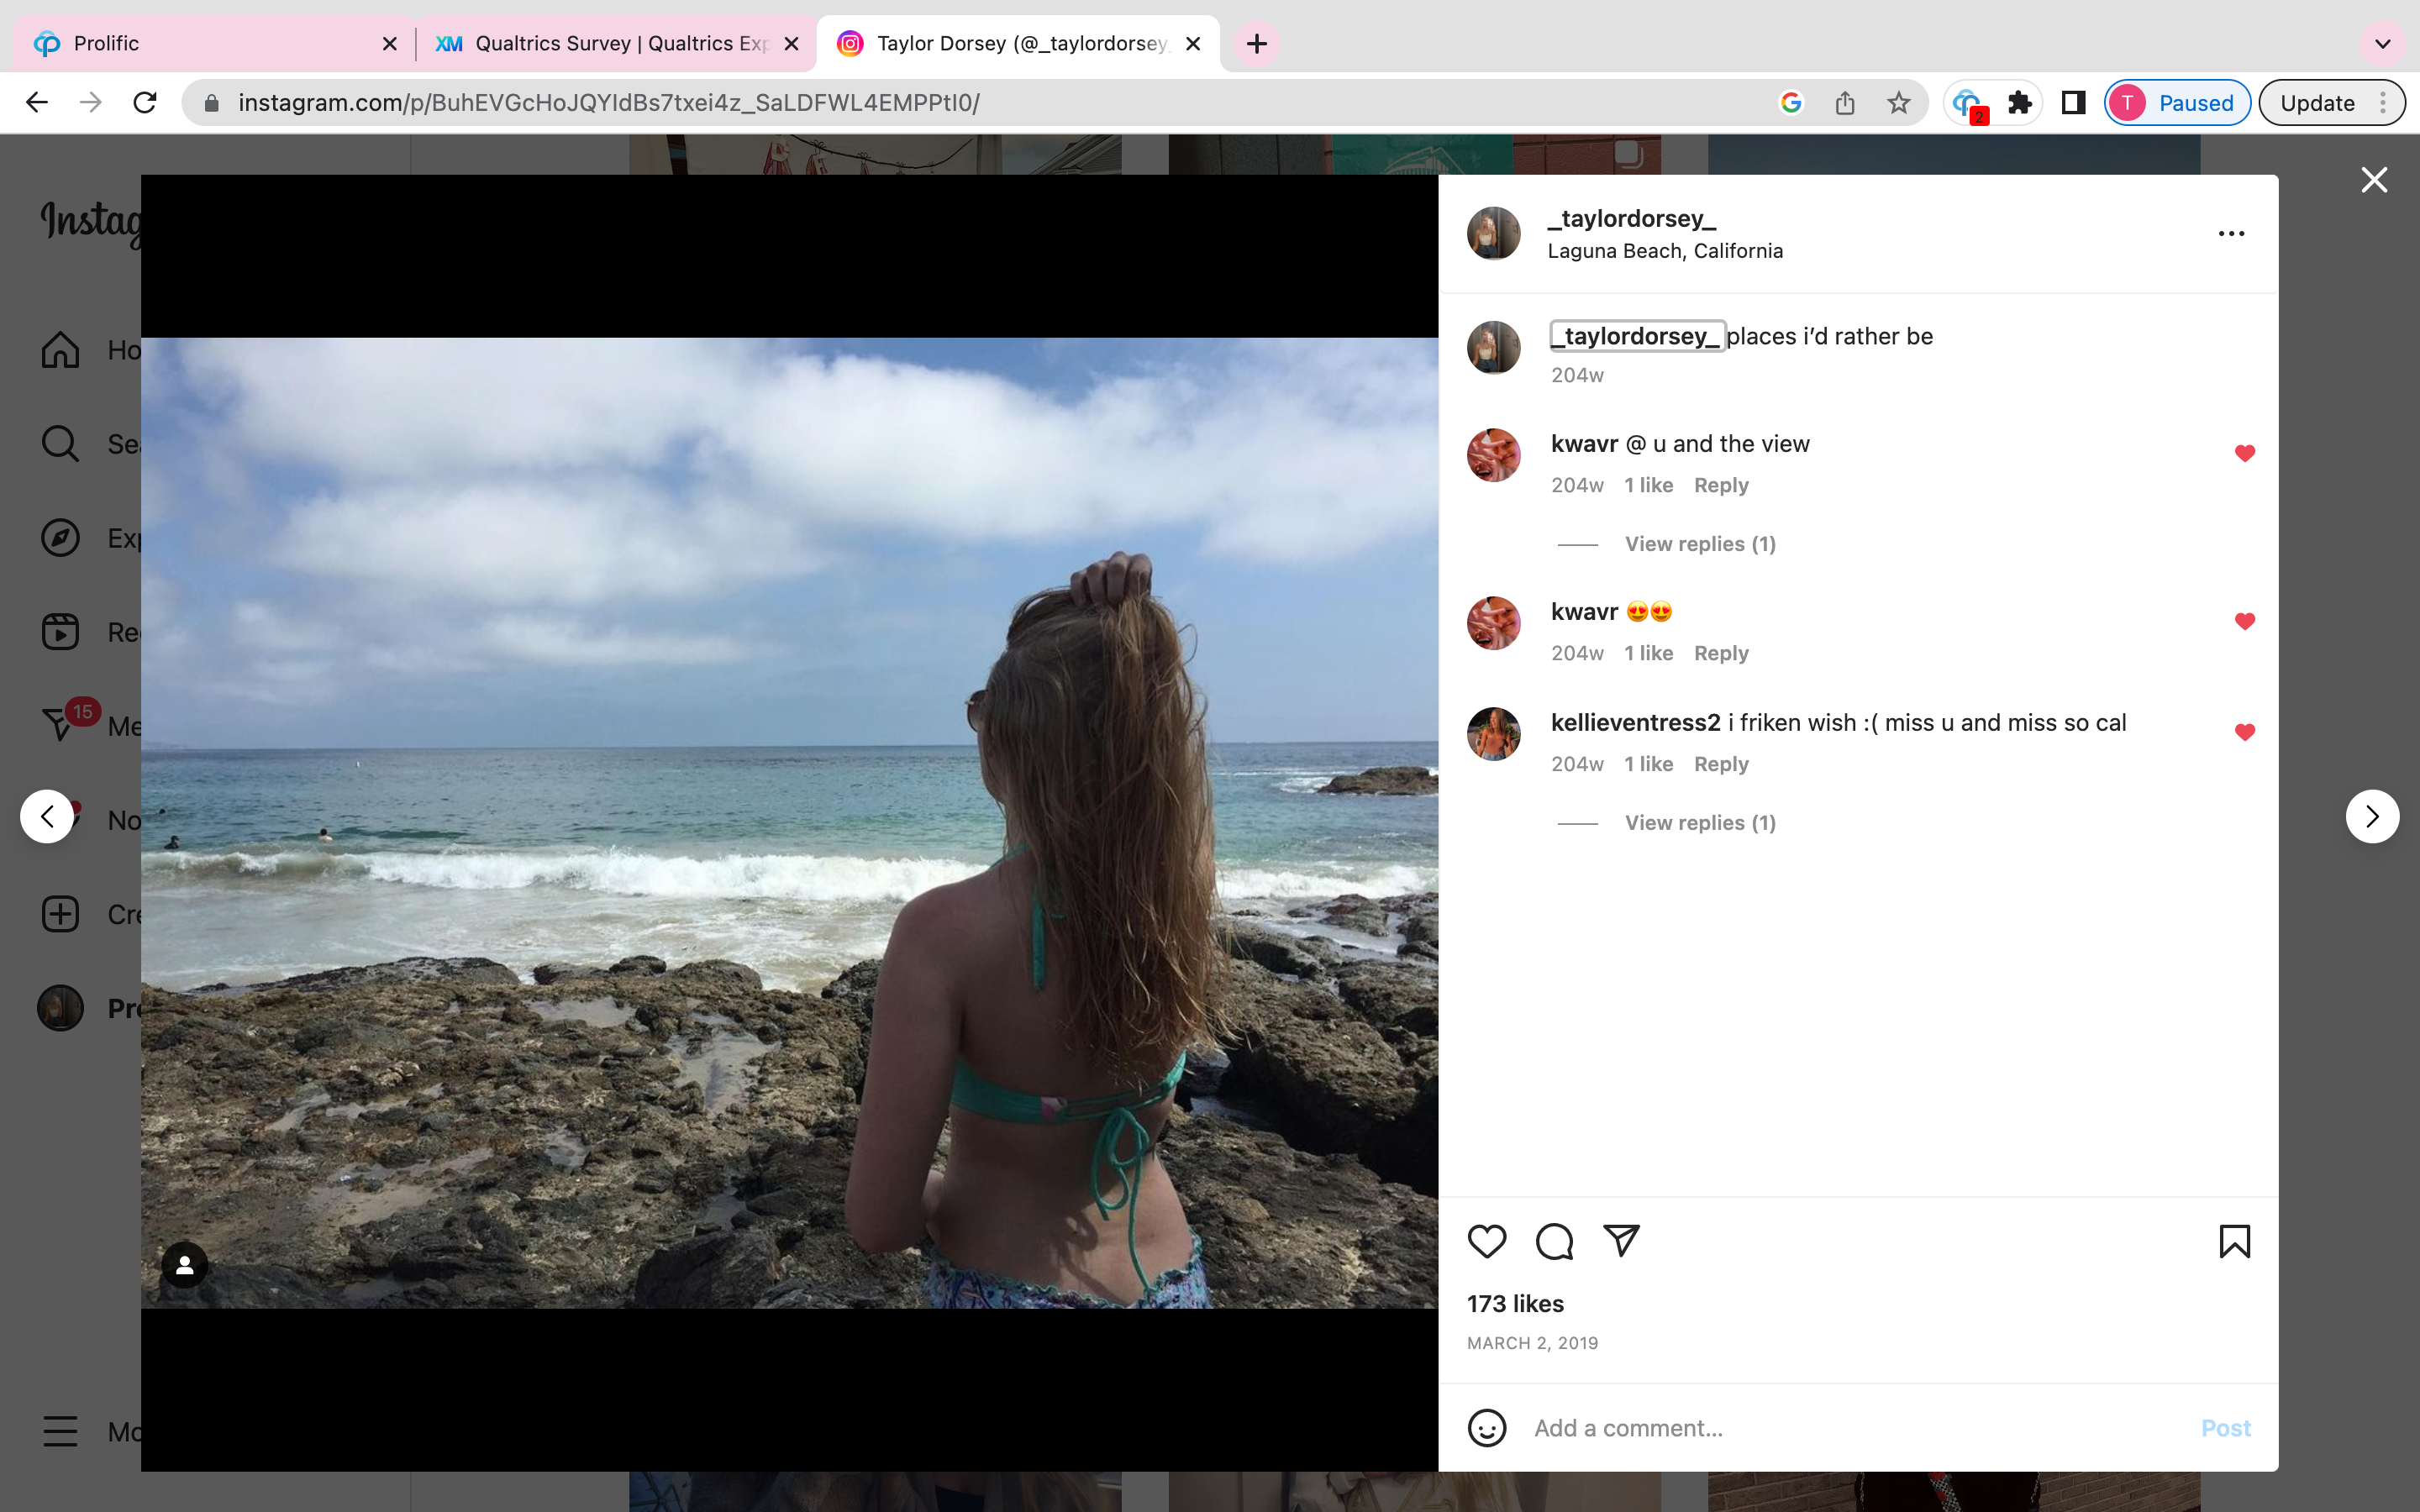 Prolific
Qualtrics Survey | Qualtrics Exp
Taylor Dorsey (@_taylordorsey_
instagram.com/p/BuhEVGcHoJQYIdBs7txei4z_SaLDFWL4EMPPtI0/
2
T
Paused
Update
Instag
Ho
Sea
Exp
Re
15
Me
No
Cre
Pro
Mo
_taylordorsey_
Laguna Beach, California
_taylordorsey_ places i’d rather be
204w
kwavr @ u and the view
204w 1 like Reply
View replies (1)
kwavr 😍😍
204w 1 like Reply
kellieventress2 i friken wish :( miss u and miss so cal
204w 1 like Reply
View replies (1)
173 likes
MARCH 2, 2019
Add a comment...
Post